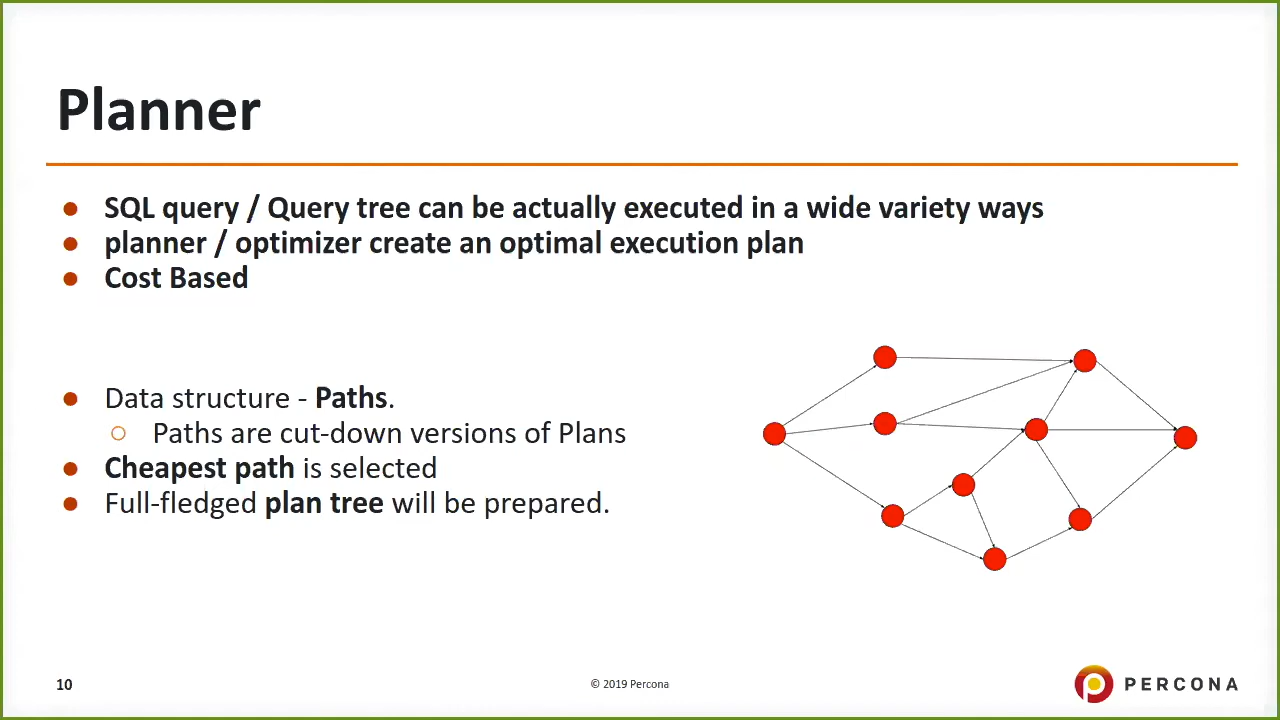 Planner
● SQL query / Query tree can be actually executed in a wide variety ways
● planner / optimizer create an optimal execution plan
● Cost Based
● Data structure - Paths.
○ Paths are cut-down versions of Plans
● Cheapest path is selected
● Full-fledged plan tree will be prepared.
10
© 2019 Percona
PERCONA